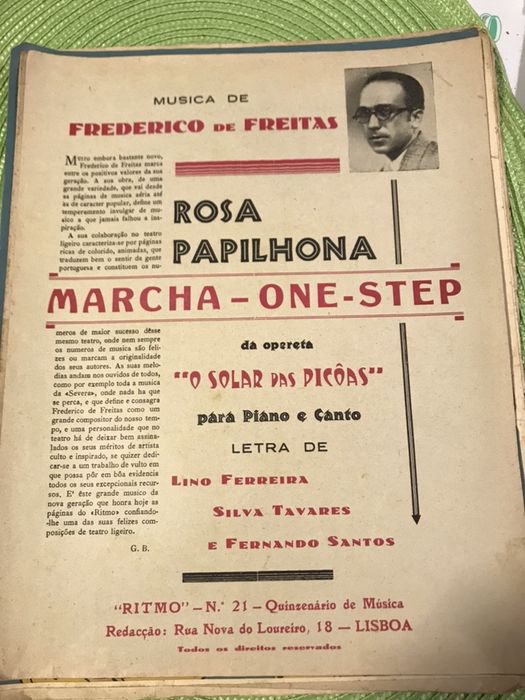 MUSICA DE
FREDERICO DE FREITAS
MUITO embora bastante novo,
Frederico de Freitas marca
entre os positivos valores da sua
geração. A sua obra, de uma
grande variedade, que vai desde
as páginas de musica séria até
às de caracter popular, define um
temperamento invulgar de mu-
sico a que jamais falhou a ins-
piração.
A sua colaboração no teatro
ligeiro caracteriza-se por páginas
ricas de colorido, animadas, que
traduzem bem o sentir de gente
portuguesa e constituem os nu-
ROSA
PAPILHONA
MARCHA – ONE-STEP
meros de maior sucesso dêsse
mesmo teatro, onde nem sempre
os numeros de musica são feli-
zes ou marcam a originalidade
dos seus autores. As suas melo-
dias andam nos ouvidos de todos,
como por exemplo toda a musica
da «Severa», onde nada ha que
se perca, e que define e consagra
Frederico de Freitas como um
grande compositor do nosso tem-
po, e uma personalidade que no
teatro há de deixar bem assina-
lados os seus méritos de artista
culto e inspirado, se quizer dedi-
car-se a um trabalho de vulto em
que possa pôr em bôa evidencia
todos os seus excepcionais recur-
sos. E' êste grande musico da
nova geração que honra hoje as
páginas do «Ritmo» confiando-
-lhe uma das suas felizes com-
posições de teatro ligeiro.
G. B.
da opereta
"O SOLAR DAS PICÔAS"
para Piano e Canto
LETRA DE
LINO FERREIRA
SILVA TAVARES
E FERNANDO SANTOS
"RITMO" – N.º 21 – Quinzenário de Música
Redacção: Rua Nova do Loureiro, 18 — LISBOA
Todos os direitos reservados